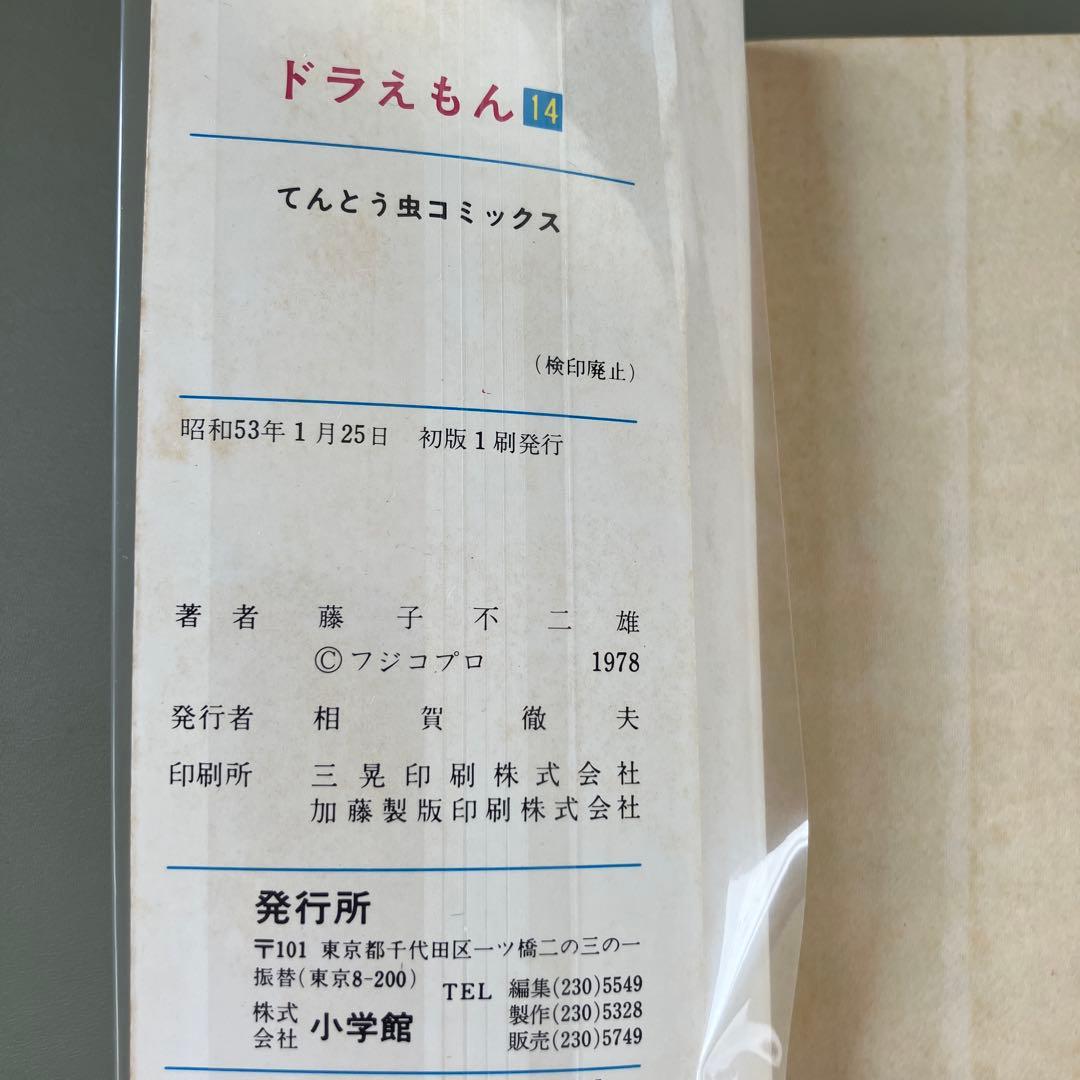 ドラえもん 14
てんとう虫コミックス
(検印廃止)
昭和53年1月25日 初版1刷発行
著者 藤子不二雄
©フジコプロ 1978
発行者 相賀徹夫
印刷所 三晃印刷株式会社
加藤製版印刷株式会社
発行所
〒101 東京都千代田区一ツ橋二の三の一
振替(東京8-200)
TEL 編集(230)5549
製作(230)5328
販売(230)5749
株式会社 小学館